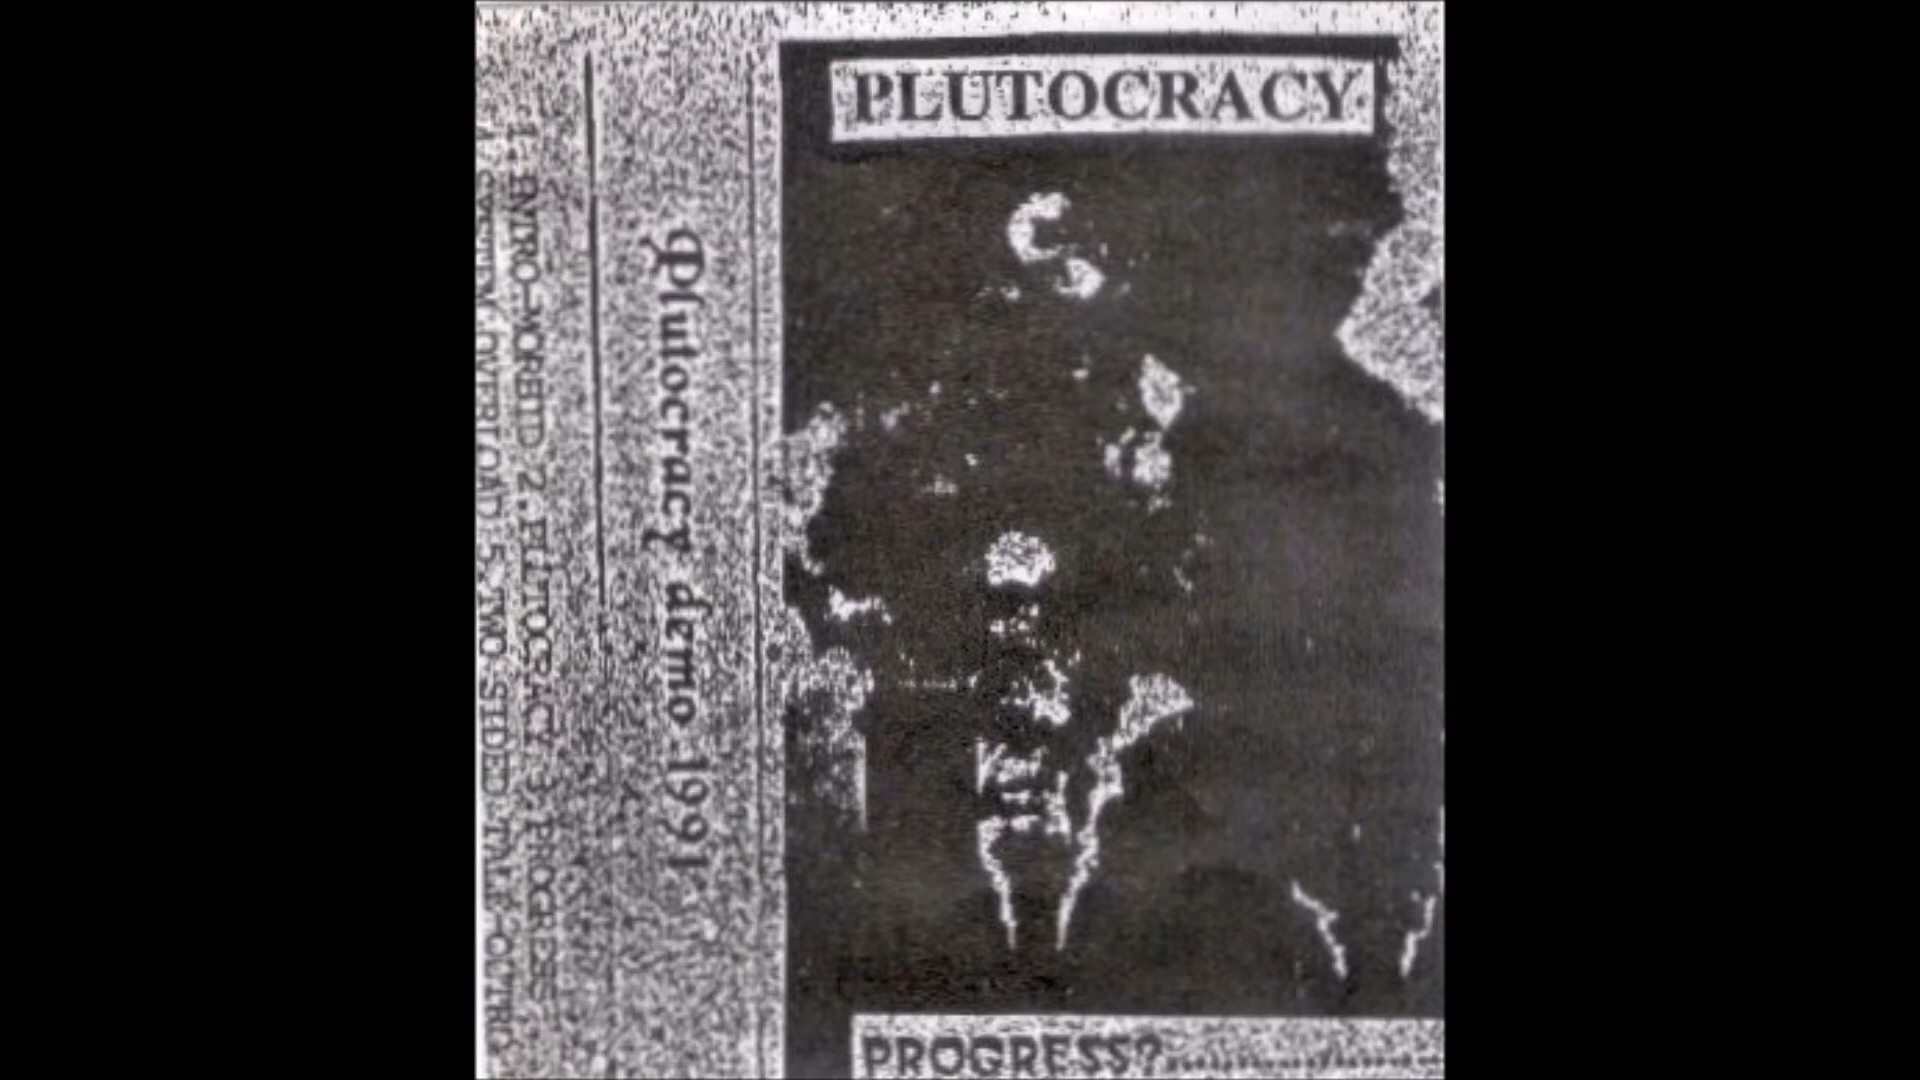 PLUTOCRACY
Plutocracy demo 1991
1. INTRO-MORBID 2. PLUTOCRACY 3. PROGRESS
SYSTEM OVERLOAD 5. TWO SIDED TALE-OUTRO
PROGRESS?